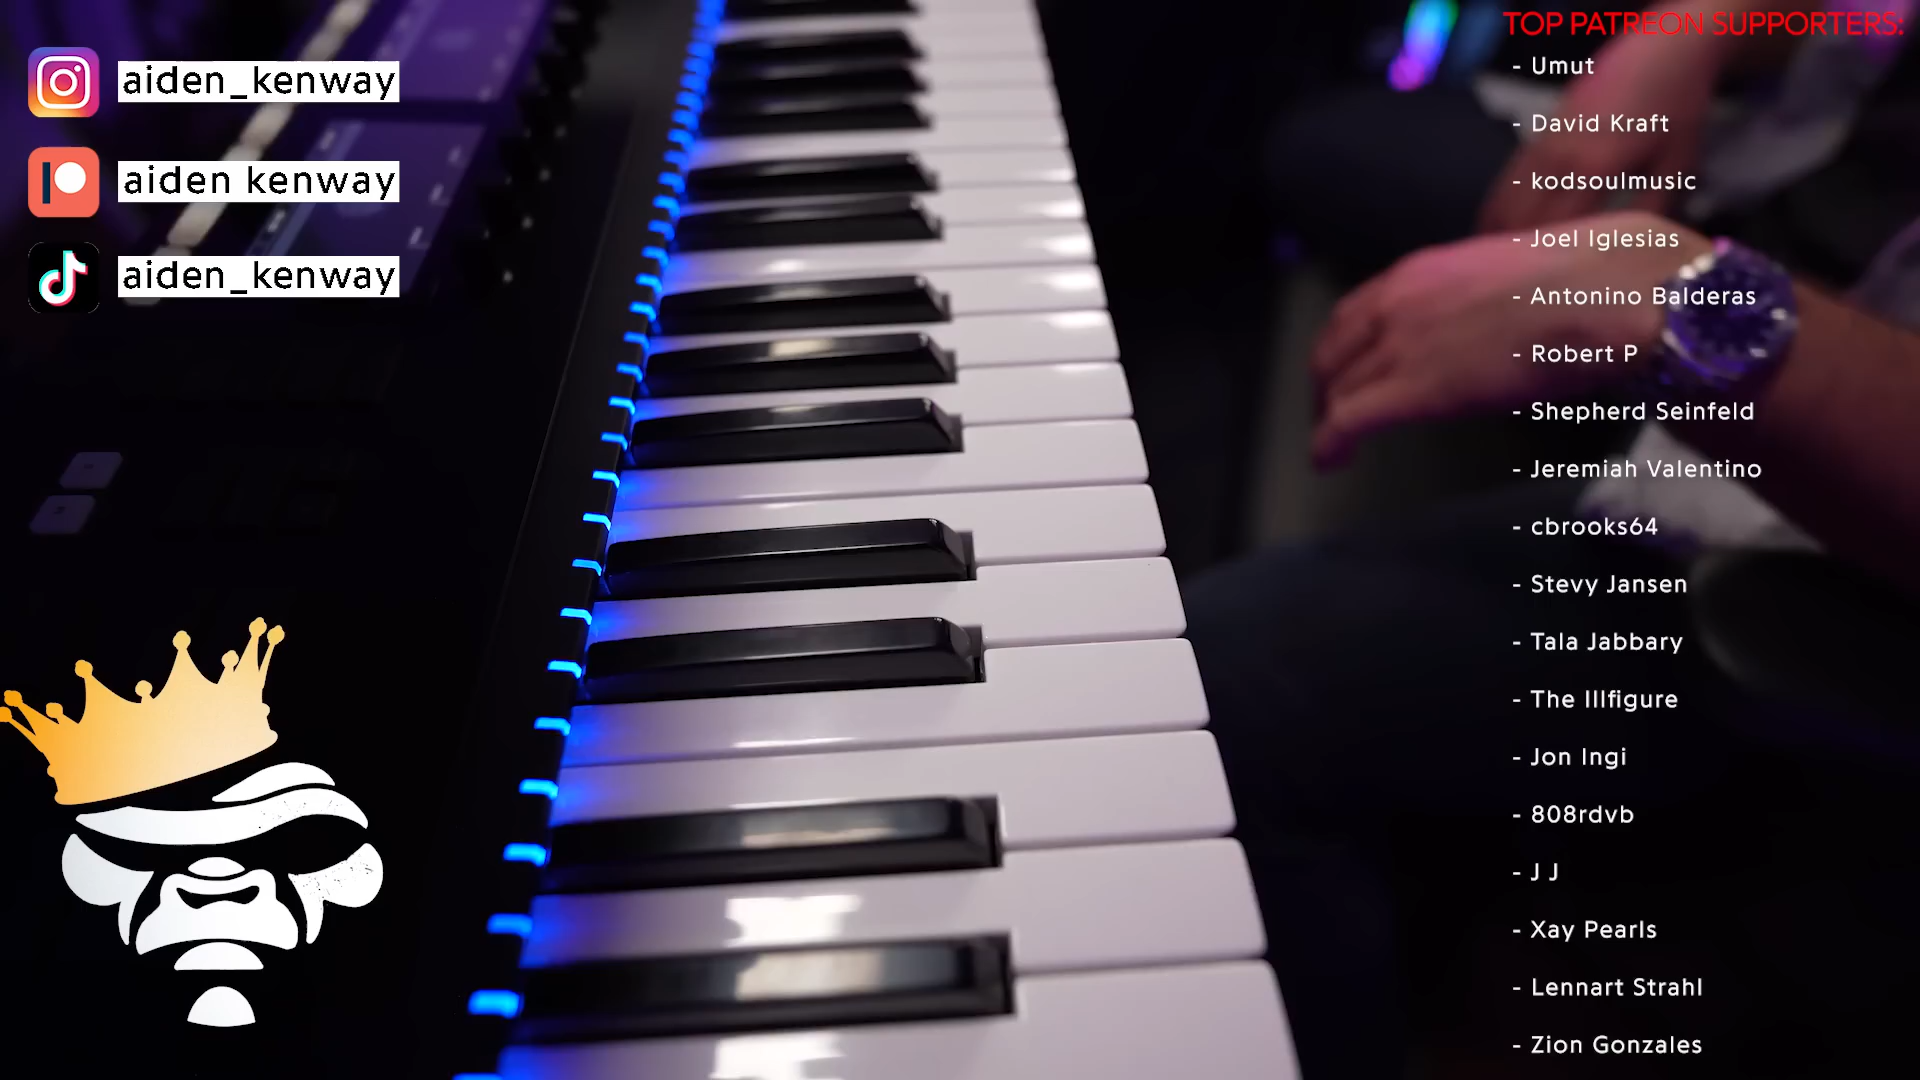 aiden_kenway
aiden kenway
aiden_kenway
TOP PATREON SUPPORTERS:
- Umut
- David Kraft
- kodsoulmusic
- Joel Iglesias
- Antonino Balderas
- Robert P
- Shepherd Seinfeld
- Jeremiah Valentino
- cbrooks64
- Stevy Jansen
- Tala Jabbary
- The Illfigure
- Jon Ingi
- 808rdvb
- J J
- Xay Pearls
- Lennart Strahl
- Zion Gonzales